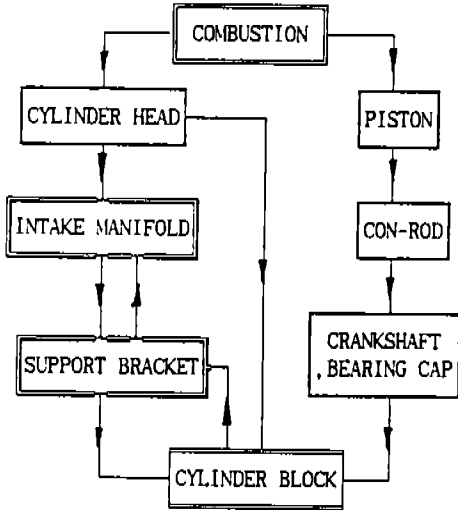 COMBUSTION
CYLINDER HEAD
PISTON
INTAKE MANIFOLD
CON-ROD
SUPPORT BRACKET
CRANKSHAFT
BEARING CAP
CYLINDER BLOCK